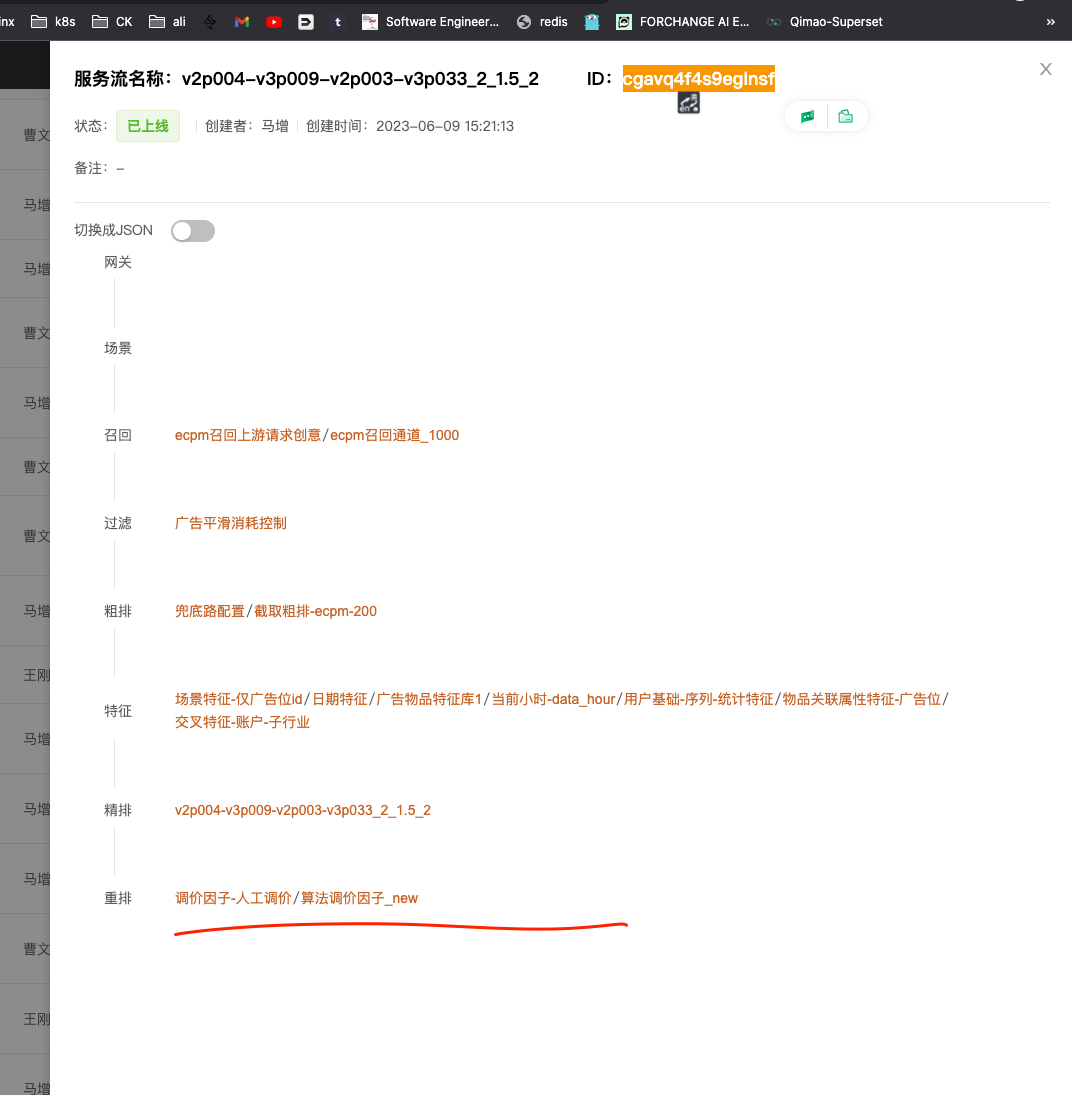 inx k8s CK ali t Software Engineer... redis FORCHANGE AI E... Qimao-Superset »
服务流名称：v2p004-v3p009-v2p003-v3p033_2_1.5_2 ID：cgavq4f4s9eglnsf
状态：已上线 创建者：马增 创建时间：2023-06-09 15:21:13
备注：-
切换成JSON
网关
场景
召回 ecpm召回上游请求创意/ecpm召回通道_1000
过滤 广告平滑消耗控制
粗排 兜底路配置/截取粗排-ecpm-200
特征 场景特征-仅广告位id/日期特征/广告物品特征库1/当前小时-data_hour/用户基础-序列-统计特征/物品关联属性特征-广告位/
交叉特征-账户-子行业
精排 v2p004-v3p009-v2p003-v3p033_2_1.5_2
重排 调价因子-人工调价/算法调价因子_new
曹文
马增
马增
曹文
马增
曹文
曹文
马增
王刚
马增
马增
马增
曹文
王刚
马增